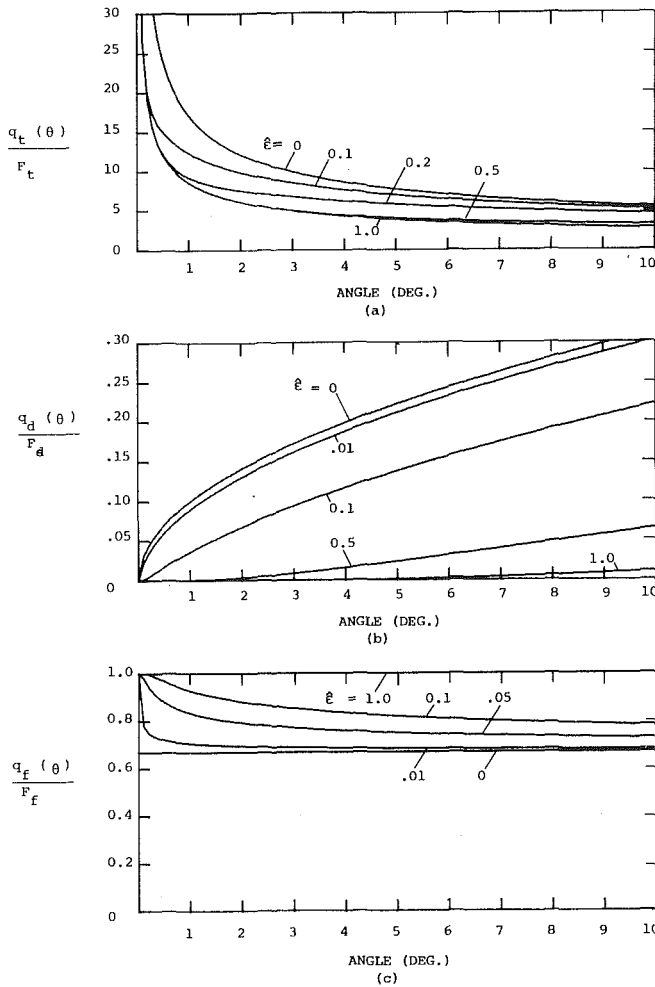 30
25
20
15
10
5
0
q_t (θ)
F_t
ε̂= 0
0.1
0.2
0.5
1.0
1 2 3 4 5 6 7 8 9 10
ANGLE (DEG.)
(a)
.30
.25
.20
.15
.10
.05
0
q_d (θ)
F_d
ε̂ = 0
.01
0.1
0.5
1.0
1 2 3 4 5 6 7 8 9 10
ANGLE (DEG.)
(b)
1.0
0.8
0.6
0.4
0.2
0
q_f (θ)
F_f
ε̂ = 1.0
0.1
.05
.01
0
1 2 3 4 5 6 7 8 9 10
ANGLE (DEG.)
(c)